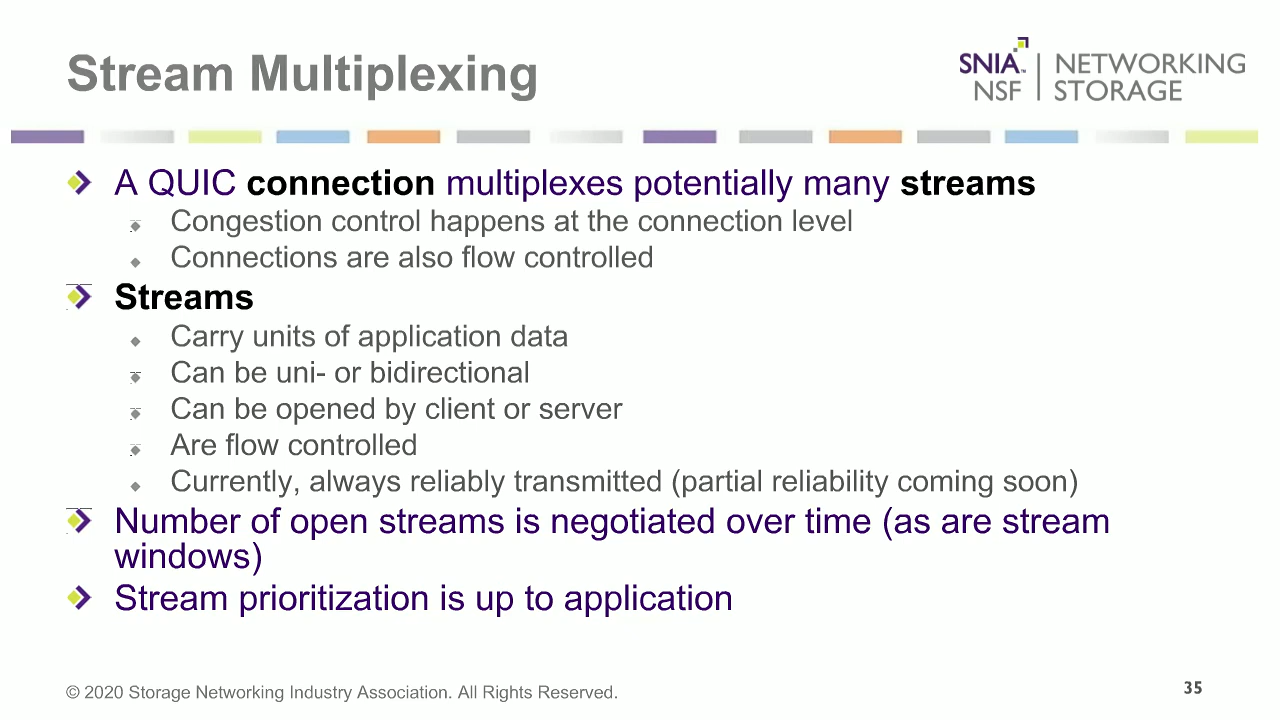 Stream Multiplexing
SNIA™ NSF | NETWORKING STORAGE
A QUIC connection multiplexes potentially many streams
Congestion control happens at the connection level
Connections are also flow controlled
Streams
Carry units of application data
Can be uni- or bidirectional
Can be opened by client or server
Are flow controlled
Currently, always reliably transmitted (partial reliability coming soon)
Number of open streams is negotiated over time (as are stream
windows)
Stream prioritization is up to application
© 2020 Storage Networking Industry Association. All Rights Reserved.
35